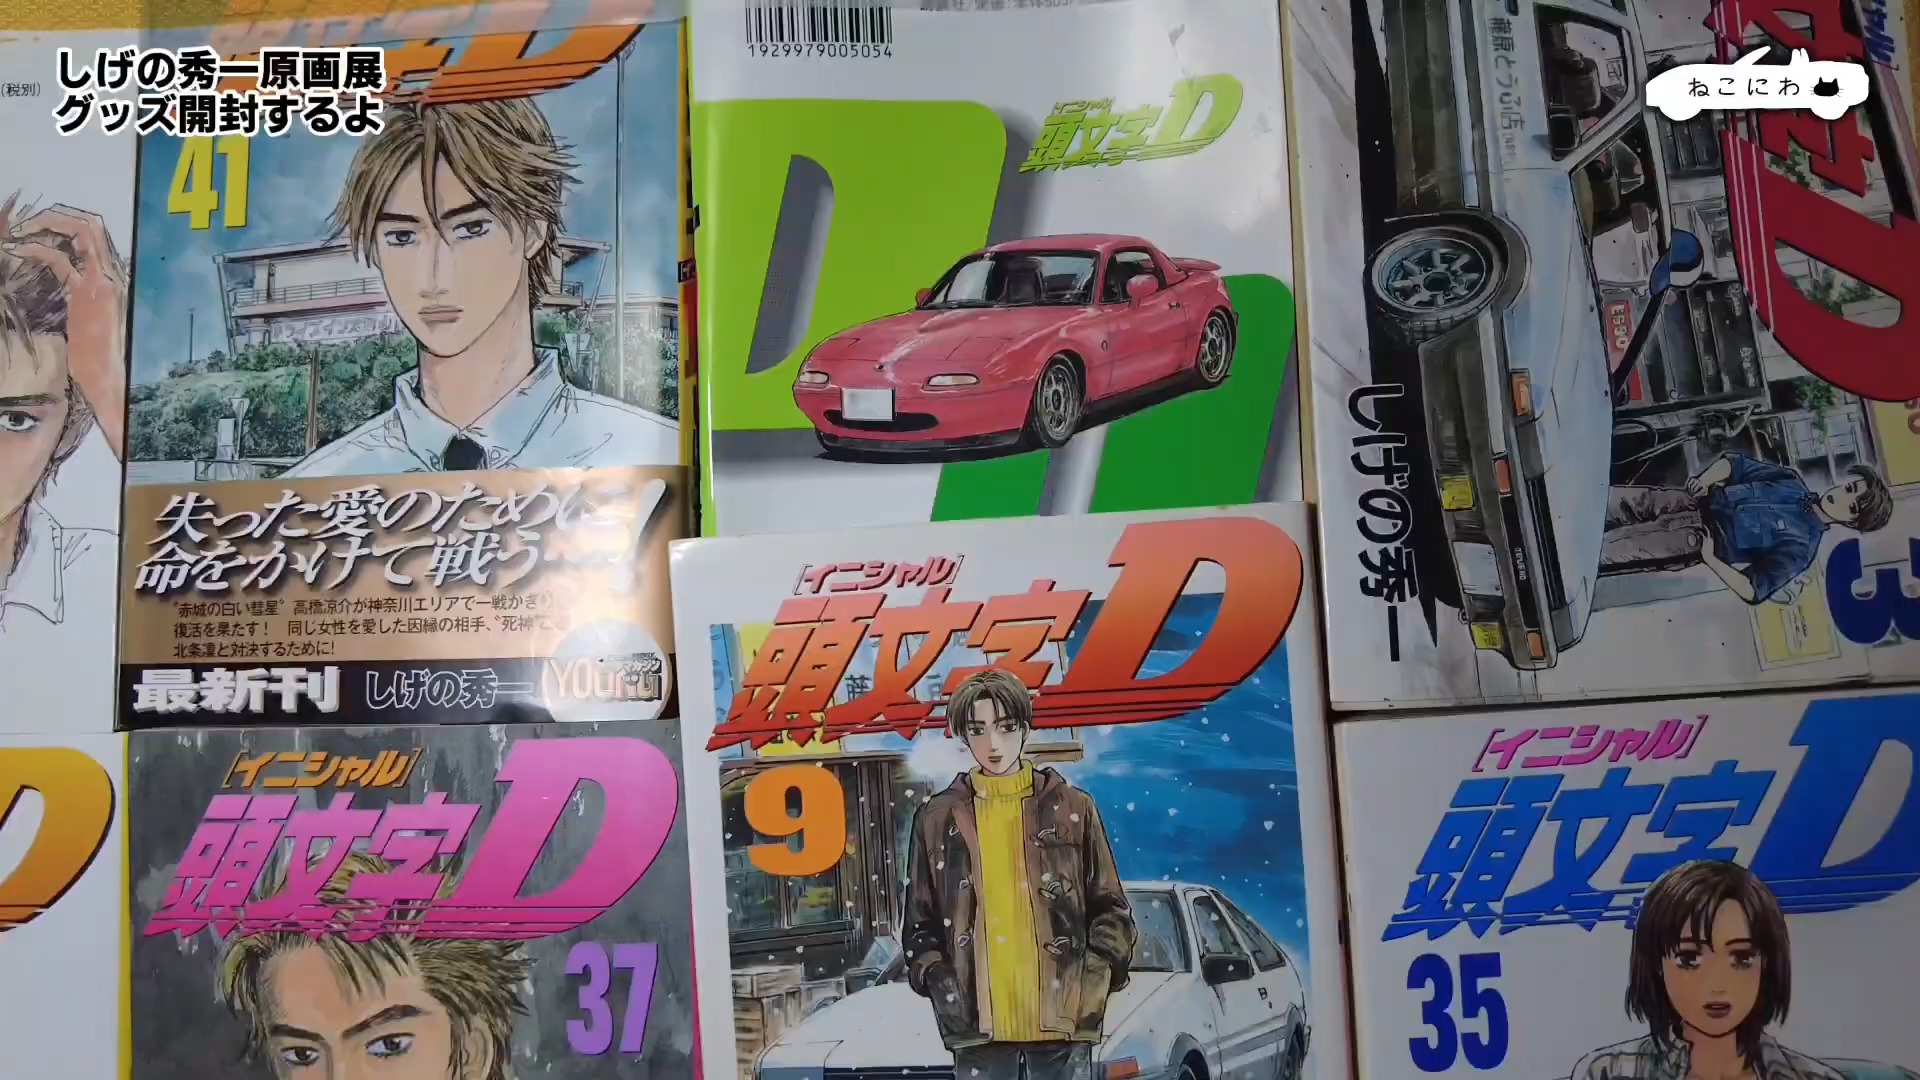 しげの秀一原画展
グッズ開封するよ
ねこにわ
(税別)
41
失った愛のために!
命をかけて戦う
"赤城の白い彗星"高橋涼介が神奈川エリアで一戦かぎり
復活を果たす! 同じ女性を愛した因縁の相手、"死神"
北条凛と対決するために!
最新刊 しげの秀一
1929979005054
イニシャル
頭文字D
藤原とうふ店
しげの秀一
3
[イニシャル]
頭文字D
37
[イニシャル]
頭文字D
9
[イニシャル]
頭文字D
35